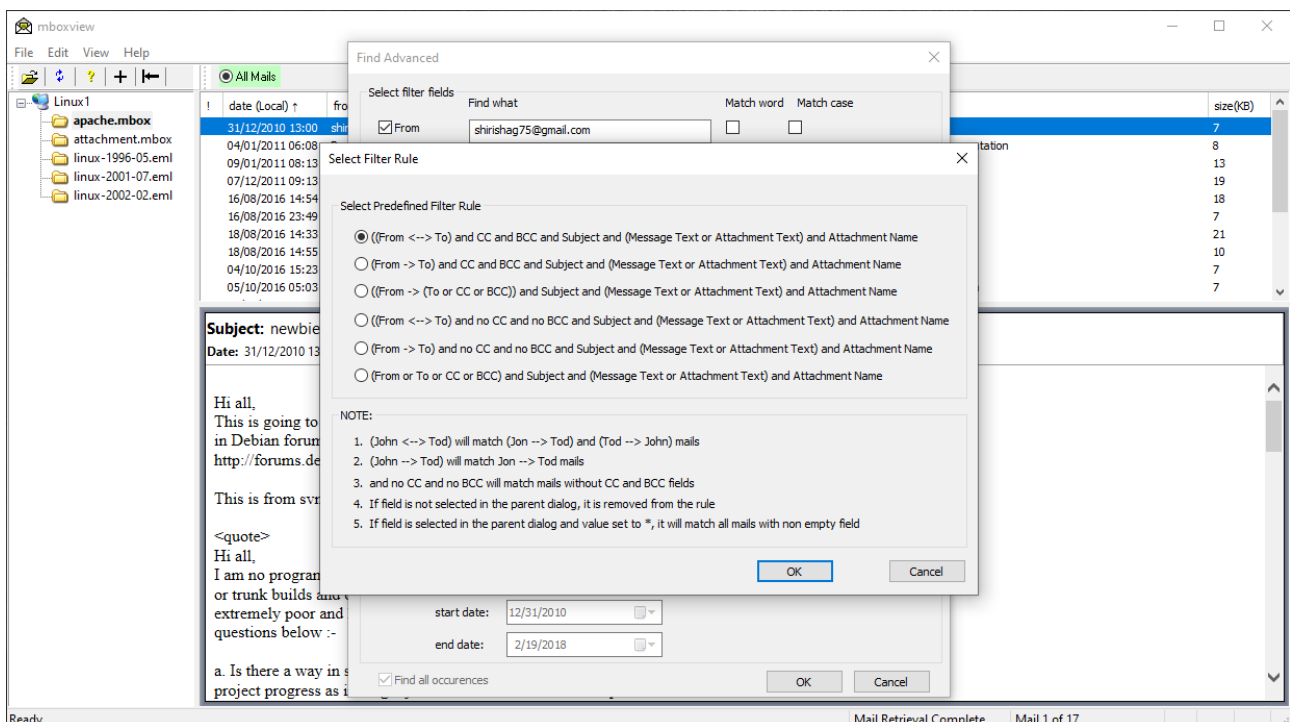 mboxview
File Edit View Help
All Mails
Linux1
apache.mbox
attachment.mbox
linux-1996-05.eml
linux-2001-07.eml
linux-2002-02.eml
! date (Local) ↑ fro
size(KB)
31/12/2010 13:00 shir
7
04/01/2011 06:08
tation
8
09/01/2011 08:13
13
07/12/2011 09:13
19
16/08/2016 14:54
18
16/08/2016 23:49
7
18/08/2016 14:33
21
18/08/2016 14:55
10
04/10/2016 15:23
7
05/10/2016 05:03
7
Find Advanced
Select filter fields
Find what Match word Match case
From shirishag75@gmail.com
Select Filter Rule
Select Predefined Filter Rule
((From <--> To) and CC and BCC and Subject and (Message Text or Attachment Text) and Attachment Name
(From -> To) and CC and BCC and Subject and (Message Text or Attachment Text) and Attachment Name
((From -> (To or CC or BCC)) and Subject and (Message Text or Attachment Text) and Attachment Name
((From <--> To) and no CC and no BCC and Subject and (Message Text or Attachment Text) and Attachment Name
(From -> To) and no CC and no BCC and Subject and (Message Text or Attachment Text) and Attachment Name
(From or To or CC or BCC) and Subject and (Message Text or Attachment Text) and Attachment Name
NOTE:
1. (John <--> Tod) will match (Jon --> Tod) and (Tod --> John) mails
2. (John --> Tod) will match Jon --> Tod mails
3. and no CC and no BCC will match mails without CC and BCC fields
4. If field is not selected in the parent dialog, it is removed from the rule
5. If field is selected in the parent dialog and value set to *, it will match all mails with non empty field
OK Cancel
start date: 12/31/2010
end date: 2/19/2018
Find all occurences
OK Cancel
Subject: newbie
Date: 31/12/2010 13
Hi all,
This is going to
in Debian forum
http://forums.de
This is from svn
<quote>
Hi all,
I am no program
or trunk builds and
extremely poor and
questions below :-
a. Is there a way in s
project progress as i
Ready
Mail Retrieval Complete Mail 1 of 17